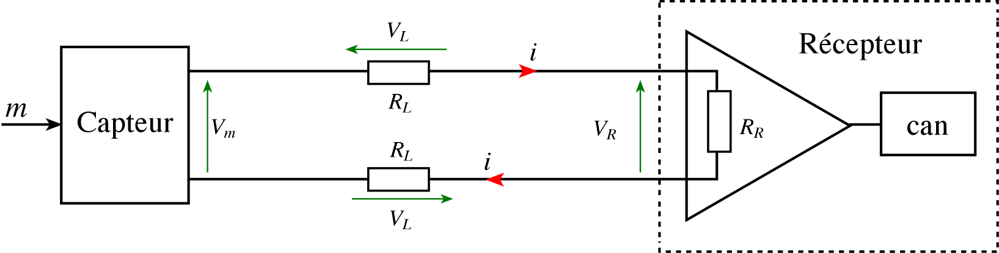 V_L
i
Récepteur
R_L
m
Capteur
V_m
V_R
R_R
can
R_L
i
V_L